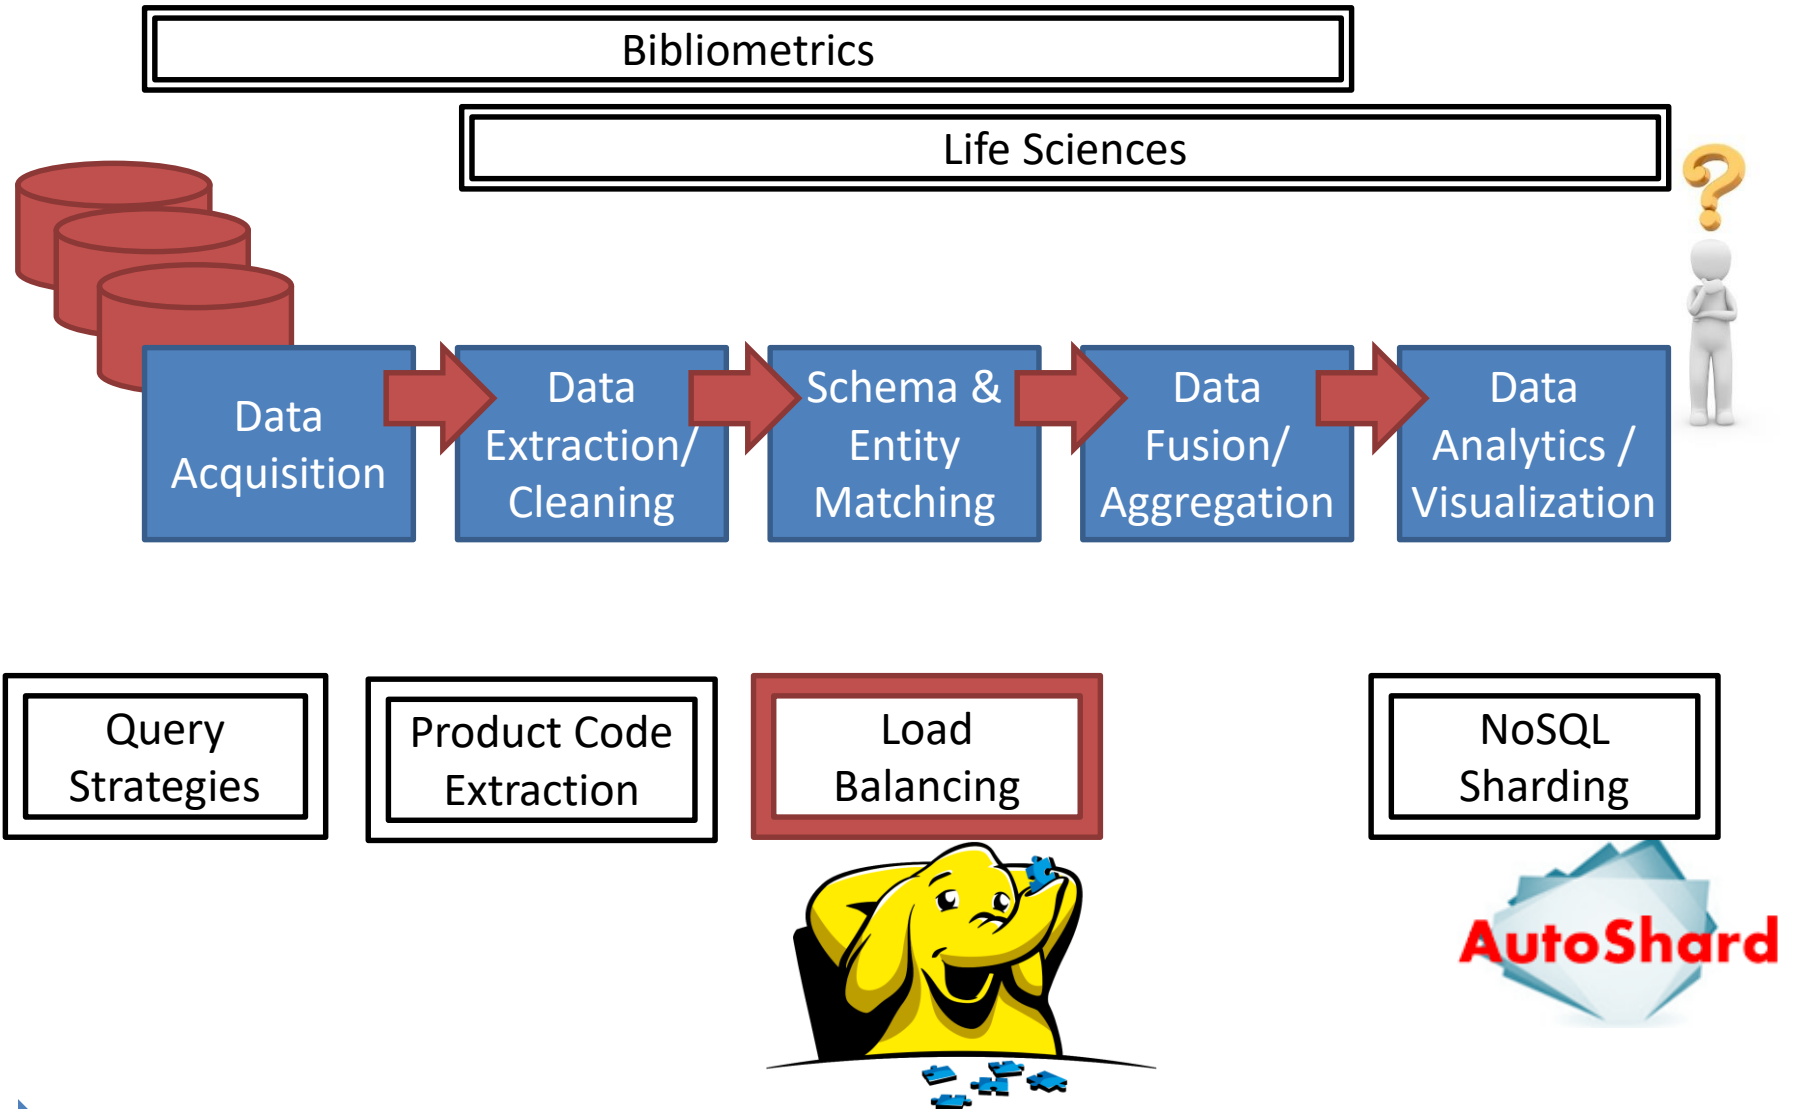 Bibliometrics
Life Sciences
Data
Acquisition
Data
Extraction/
Cleaning
Schema &
Entity
Matching
Data
Fusion/
Aggregation
Data
Analytics /
Visualization
Query
Strategies
Product Code
Extraction
Load
Balancing
NoSQL
Sharding
AutoShard